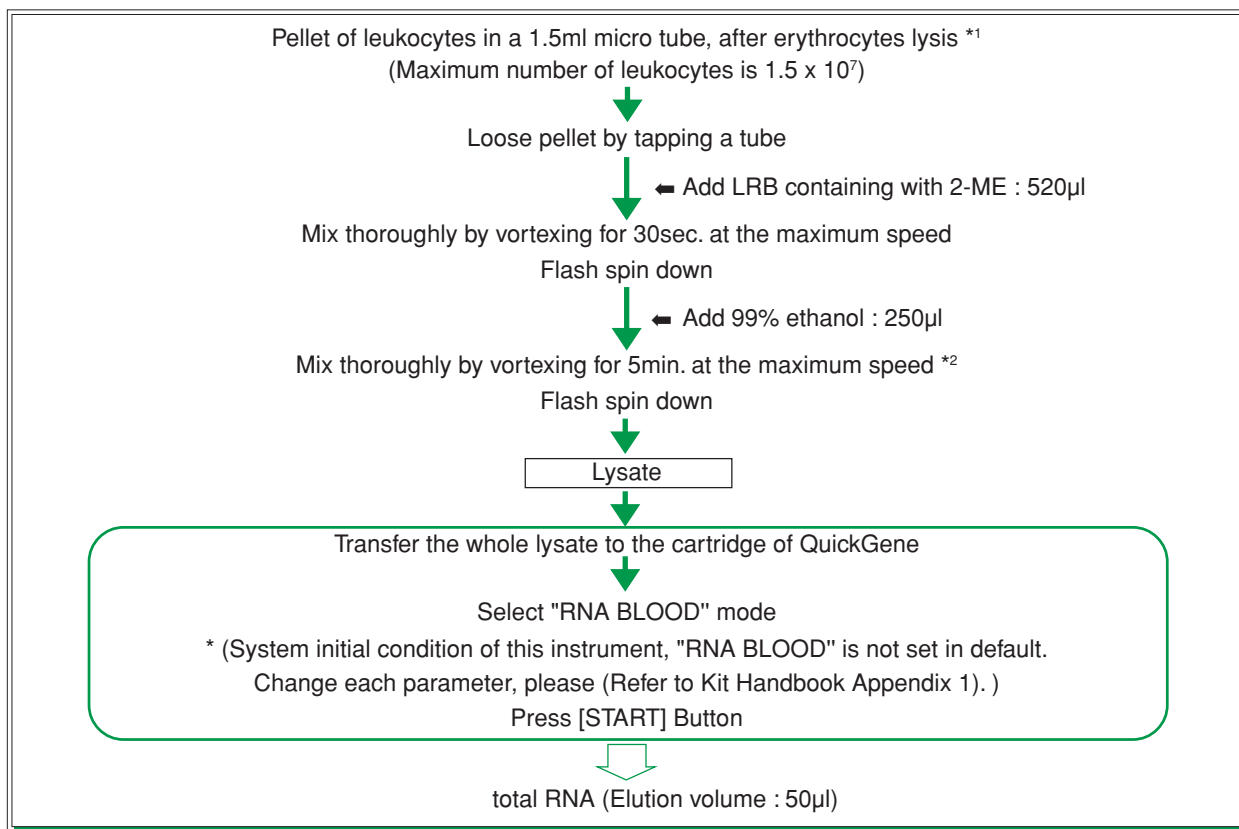 Pellet of leukocytes in a 1.5ml micro tube, after erythrocytes lysis *1
(Maximum number of leukocytes is 1.5 x 10⁷)
Loose pellet by tapping a tube
Add LRB containing with 2-ME : 520µl
Mix thoroughly by vortexing for 30sec. at the maximum speed
Flash spin down
Add 99% ethanol : 250µl
Mix thoroughly by vortexing for 5min. at the maximum speed *2
Flash spin down
Lysate
Transfer the whole lysate to the cartridge of QuickGene
Select "RNA BLOOD" mode
* (System initial condition of this instrument, "RNA BLOOD" is not set in default.
Change each parameter, please (Refer to Kit Handbook Appendix 1). )
Press [START] Button
total RNA (Elution volume : 50µl)